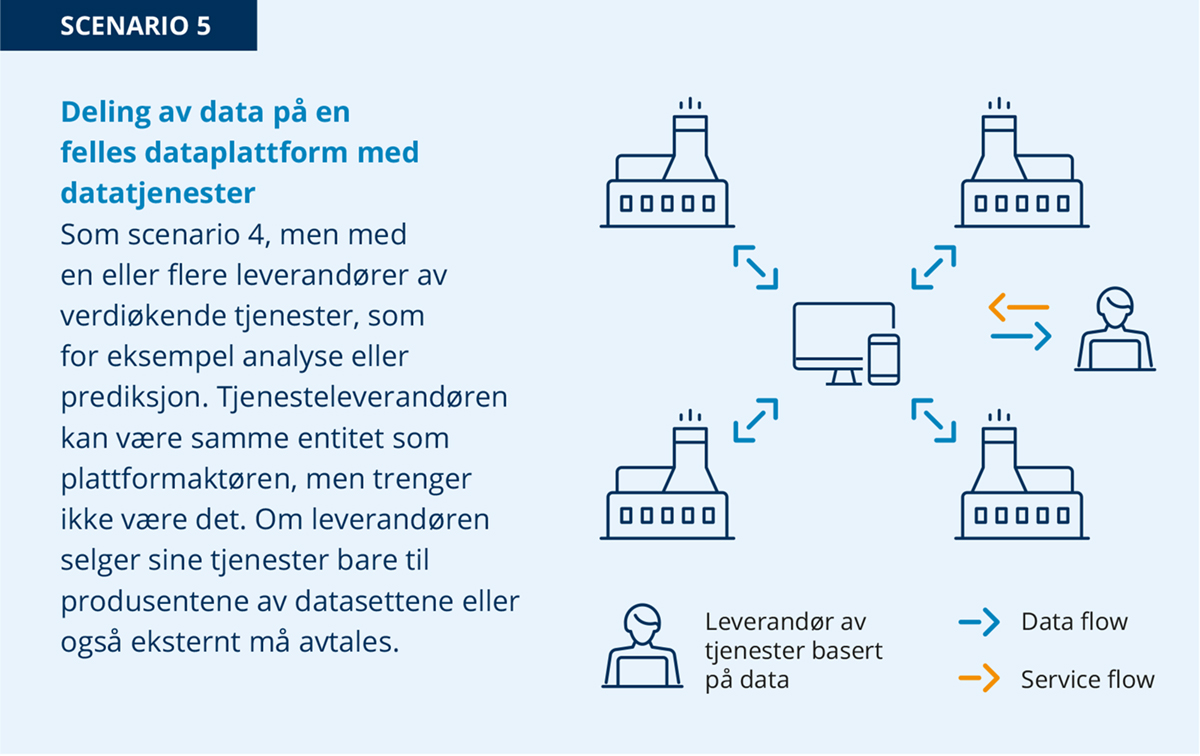 SCENARIO 5
Deling av data på en
felles dataplattform med
datatjenester
Som scenario 4, men med
en eller flere leverandører av
verdiøkende tjenester, som
for eksempel analyse eller
prediksjon. Tjenesteleverandøren
kan være samme entitet som
plattformaktøren, men trenger
ikke være det. Om leverandøren
selger sine tjenester bare til
produsentene av datasettene eller
også eksternt må avtales.
Leverandør av
tjenester basert
på data
Data flow
Service flow